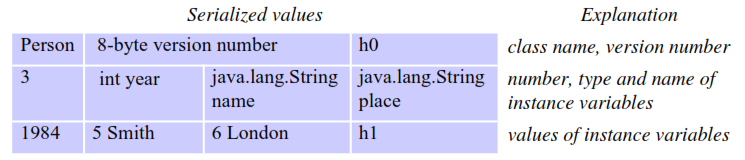 Serialized values Explanation
Person 8-byte version number h0 class name, version number
3 int year java.lang.String name java.lang.String place number, type and name of instance variables
1984 5 Smith 6 London h1 values of instance variables